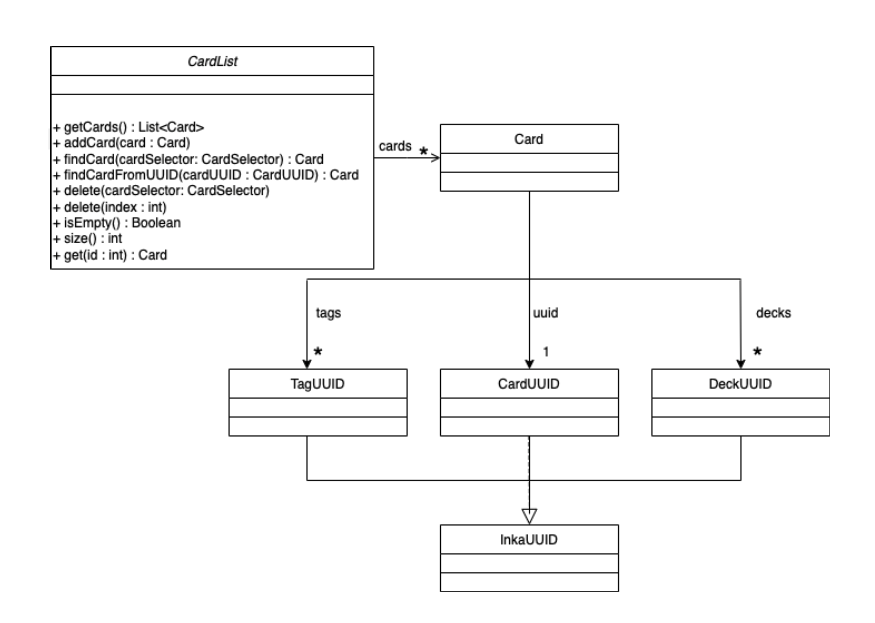 CardList
+ getCards() : List<Card>
+ addCard(card : Card)
+ findCard(cardSelector: CardSelector) : Card
+ findCardFromUUID(cardUUID : CardUUID) : Card
+ delete(cardSelector: CardSelector)
+ delete(index : int)
+ isEmpty() : Boolean
+ size() : int
+ get(id : int) : Card
cards
*
Card
tags
uuid
decks
*
1
*
TagUUID
CardUUID
DeckUUID
InkaUUID